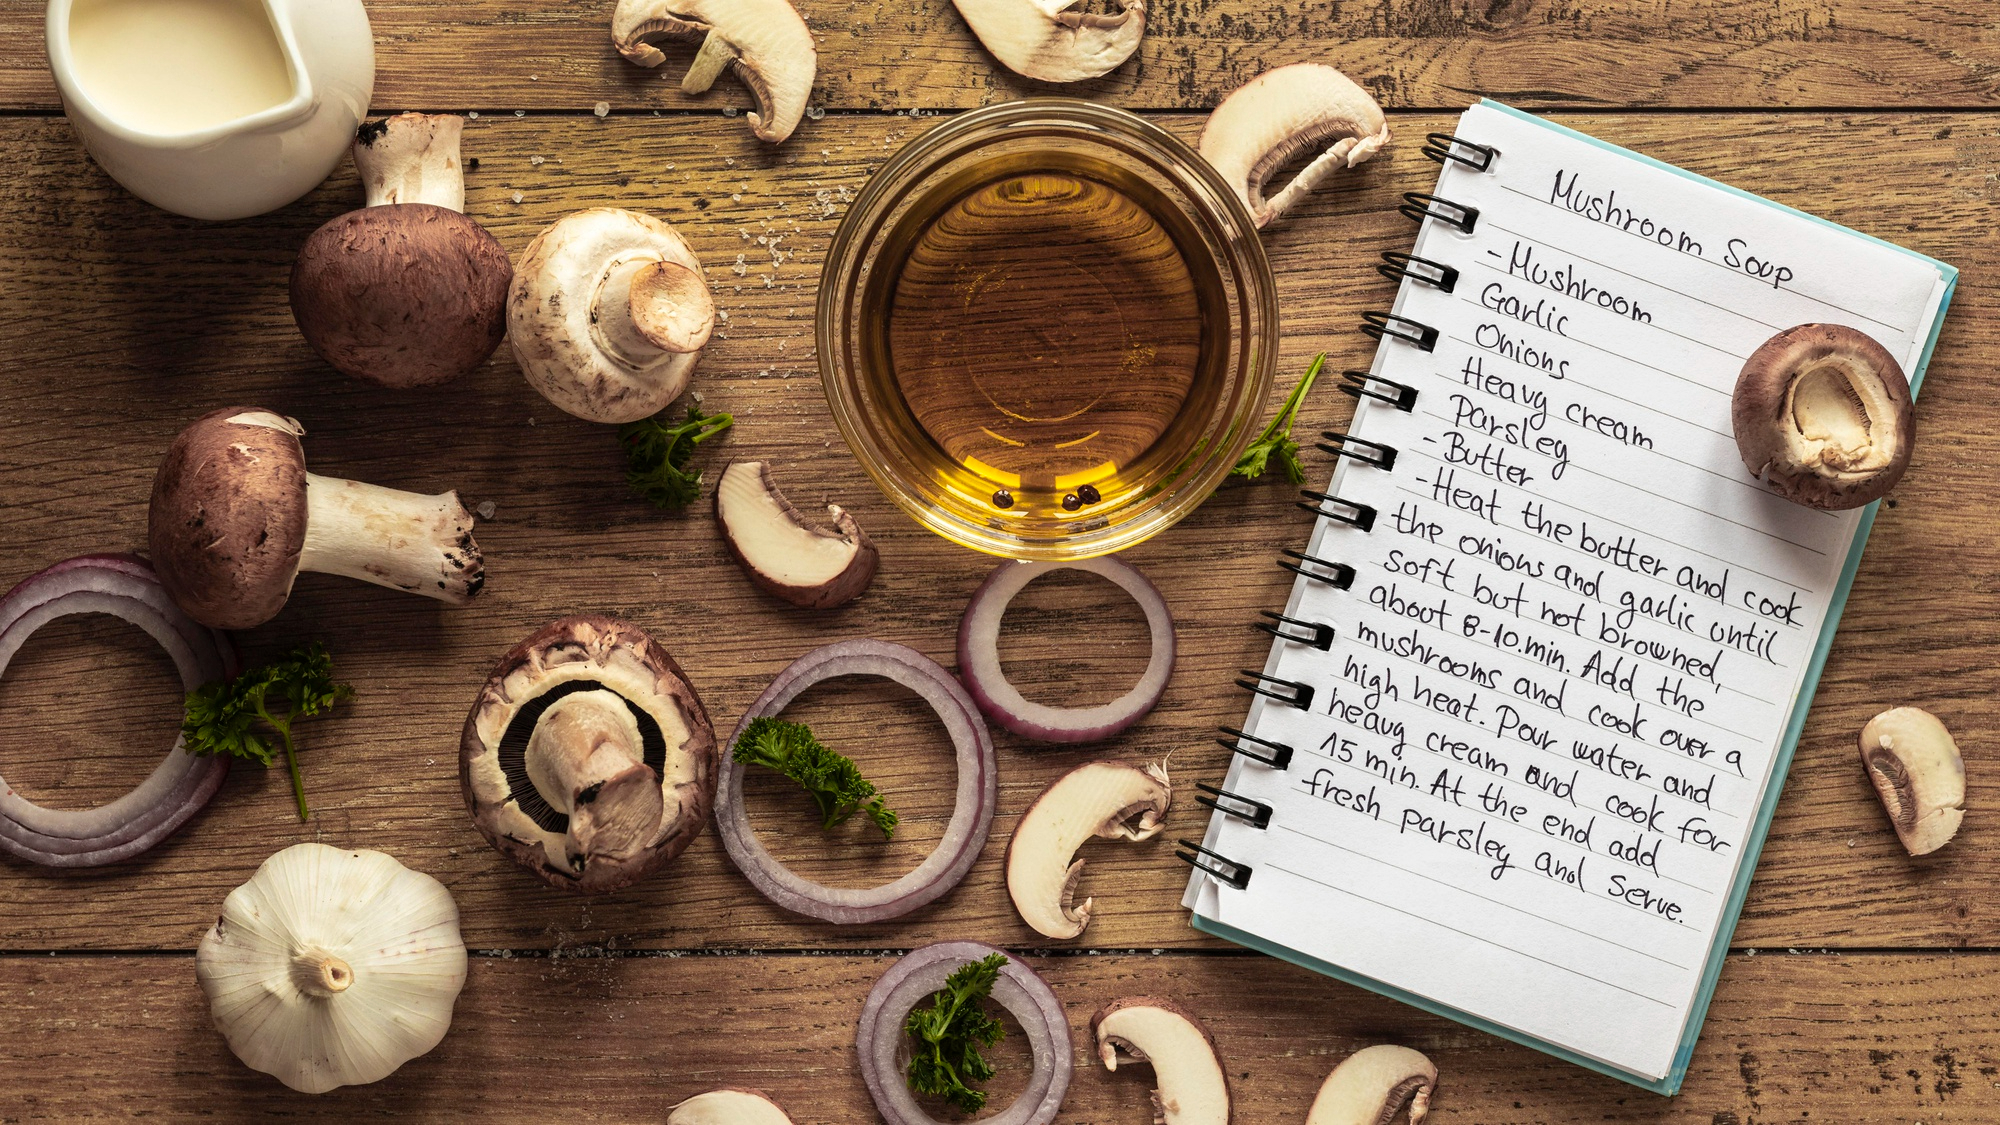 Mushroom Soup
- Mushroom
Garlic
Onions
Heavy cream
Parsley
- Butter
- Heat the butter and cook
the onions and garlic until
soft but not browned,
about 8-10.min. Add the
mushrooms and cook over a
high heat. Pour water and
heavy cream and cook for
15 min. At the end add
fresh parsley and serve.